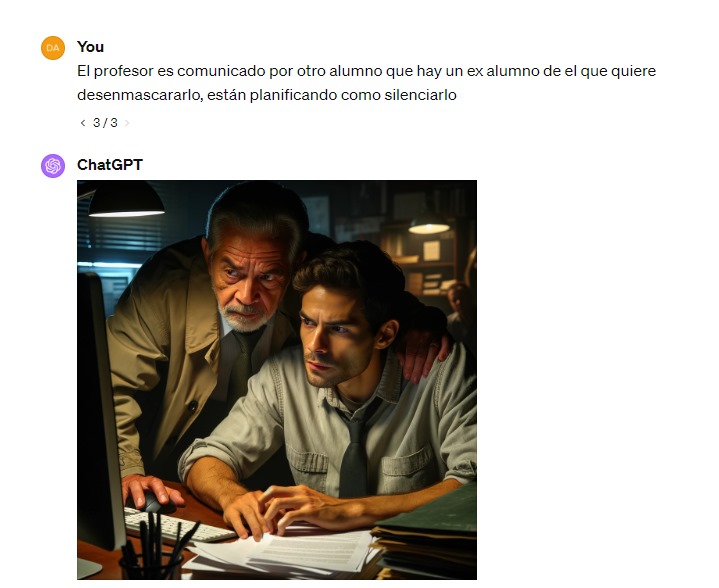 DA
You
El profesor es comunicado por otro alumno que hay un ex alumno de el que quiere
desenmascararlo, están planificando como silenciarlo
< 3 / 3 >
ChatGPT